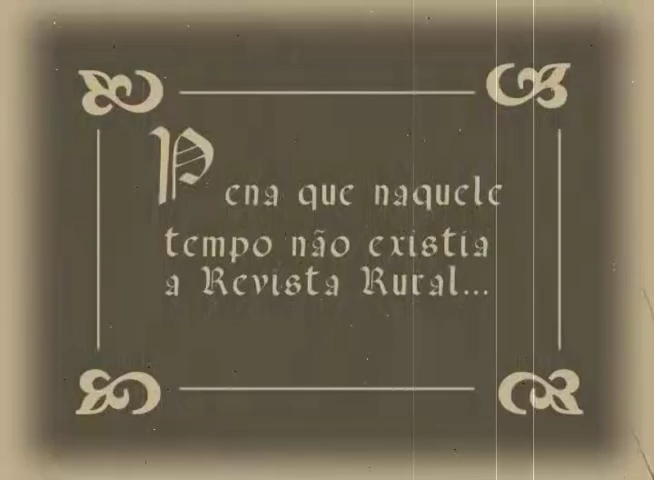 Pena que naquele
tempo não existia
a Revista Rural...